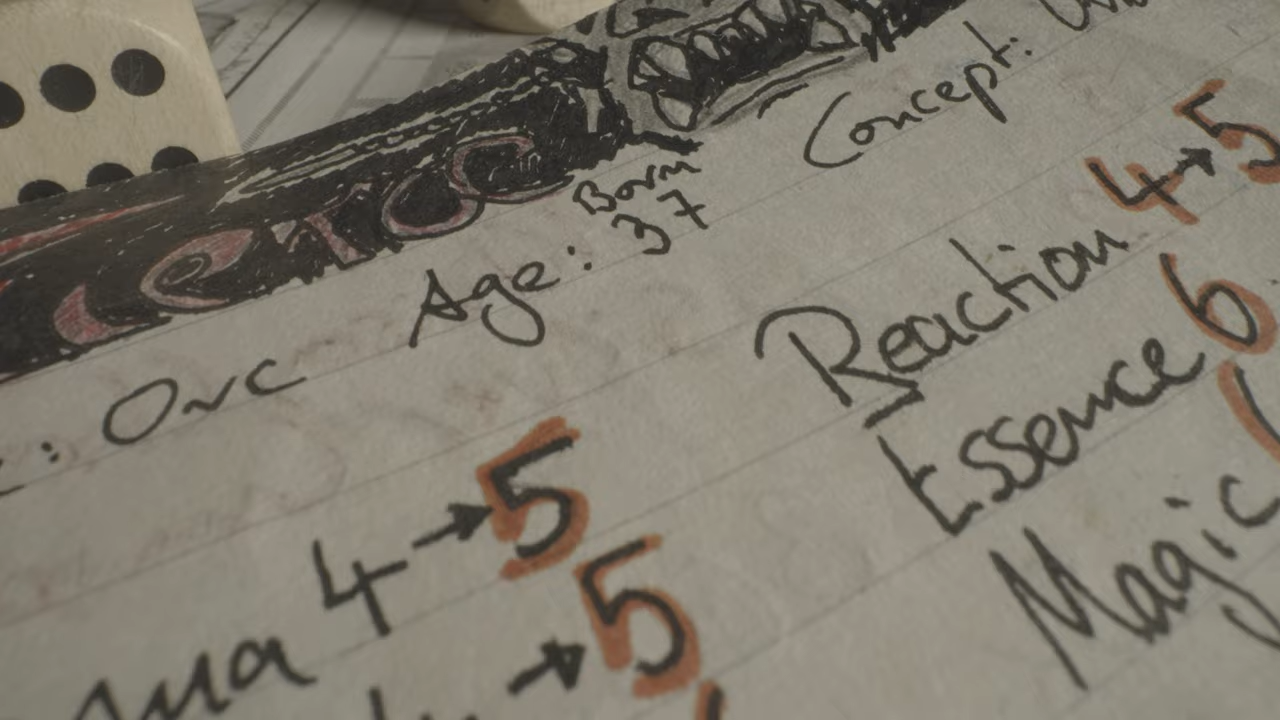 Concept:
Born
Age: 37
: Orc
Reaction 4→5
Essence 6
Magic
4→5
→5